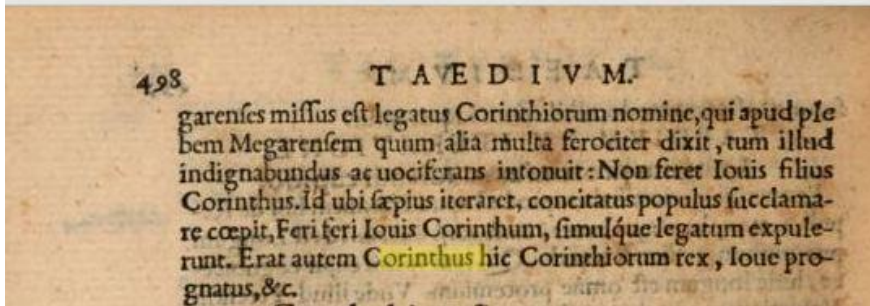 498 TAEDIVM.
garenſes miſſus eſt legatus Corinthiorum nomine, qui apud ple
bem Megarenſem quum alia multa ferociter dixit, tum illud
indignabundus ac uociferans intonuit: Non feret Iouis filius
Corinthus. Id ubi ſæpius iteraret, concitatus populus ſucclama-
re cœpit, Feri feri Iouis Corinthum, ſimulq́ue legatum expule-
runt. Erat autem Corinthus hic Corinthiorum rex, Ioue pro-
gnatus, &c.